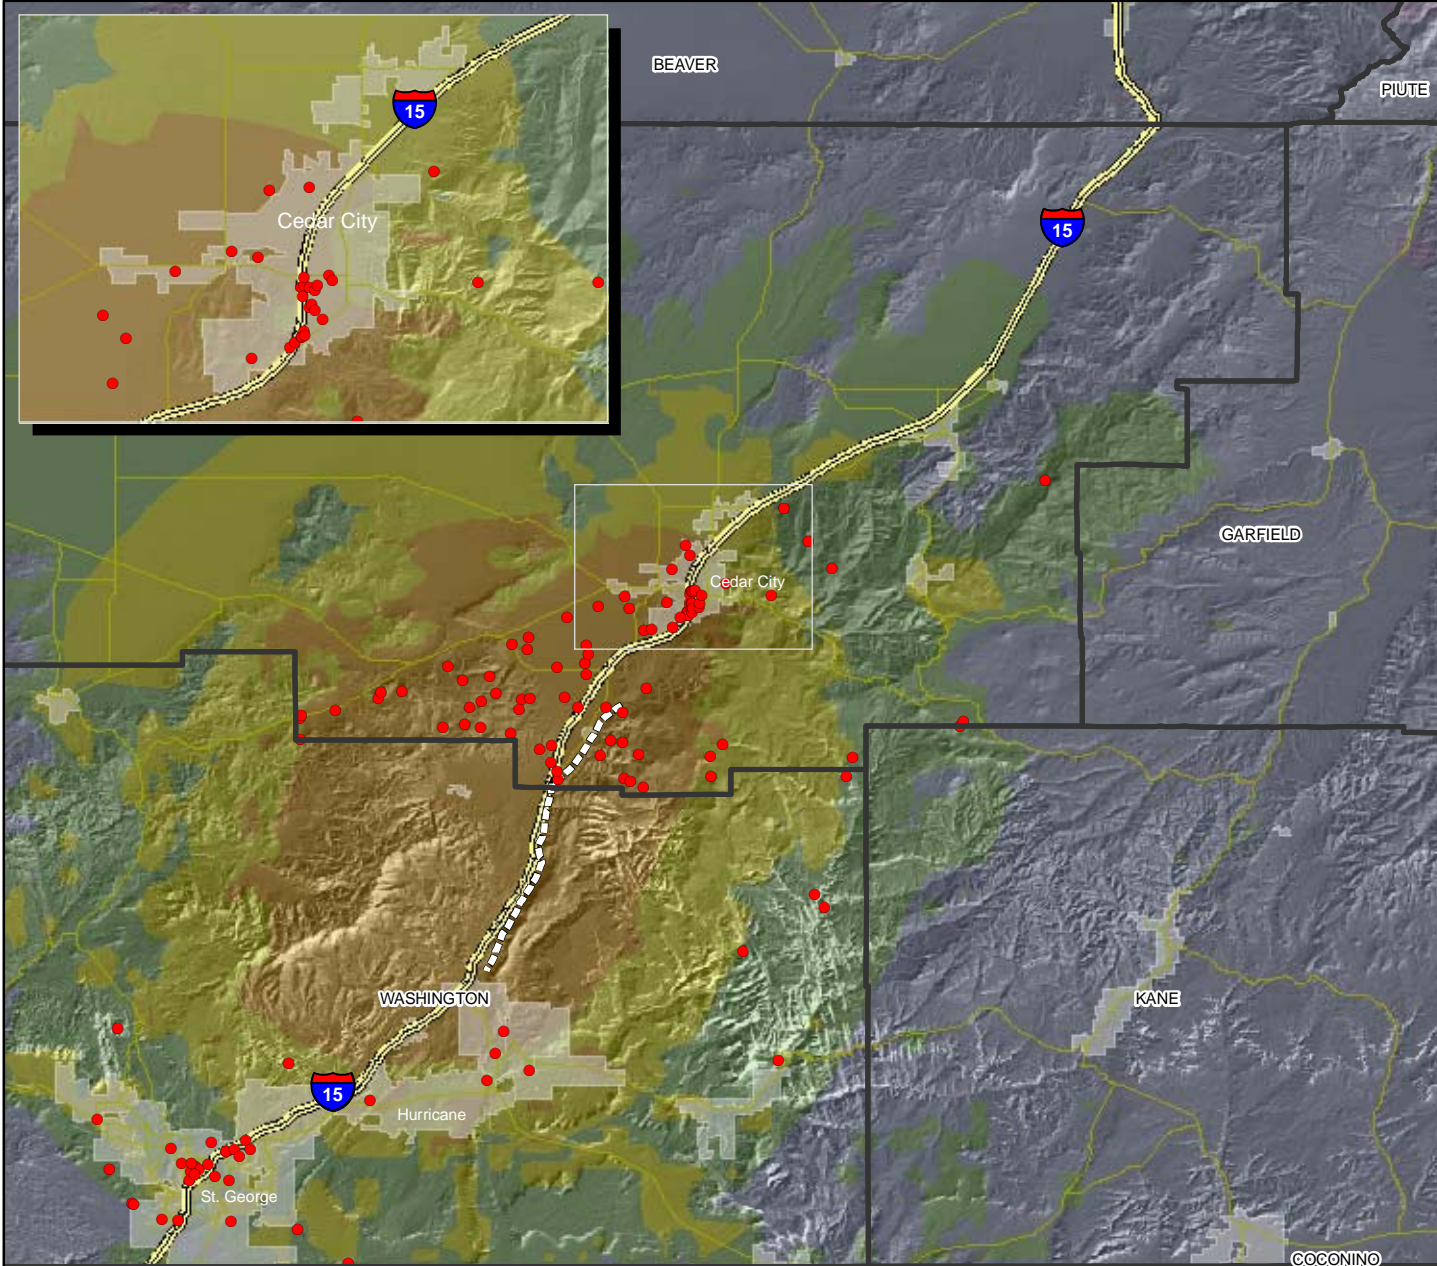 BEAVER
PIUTE
15
Cedar City
15
GARFIELD
Cedar City
WASHINGTON
KANE
15
Hurricane
St. George
COCONINO